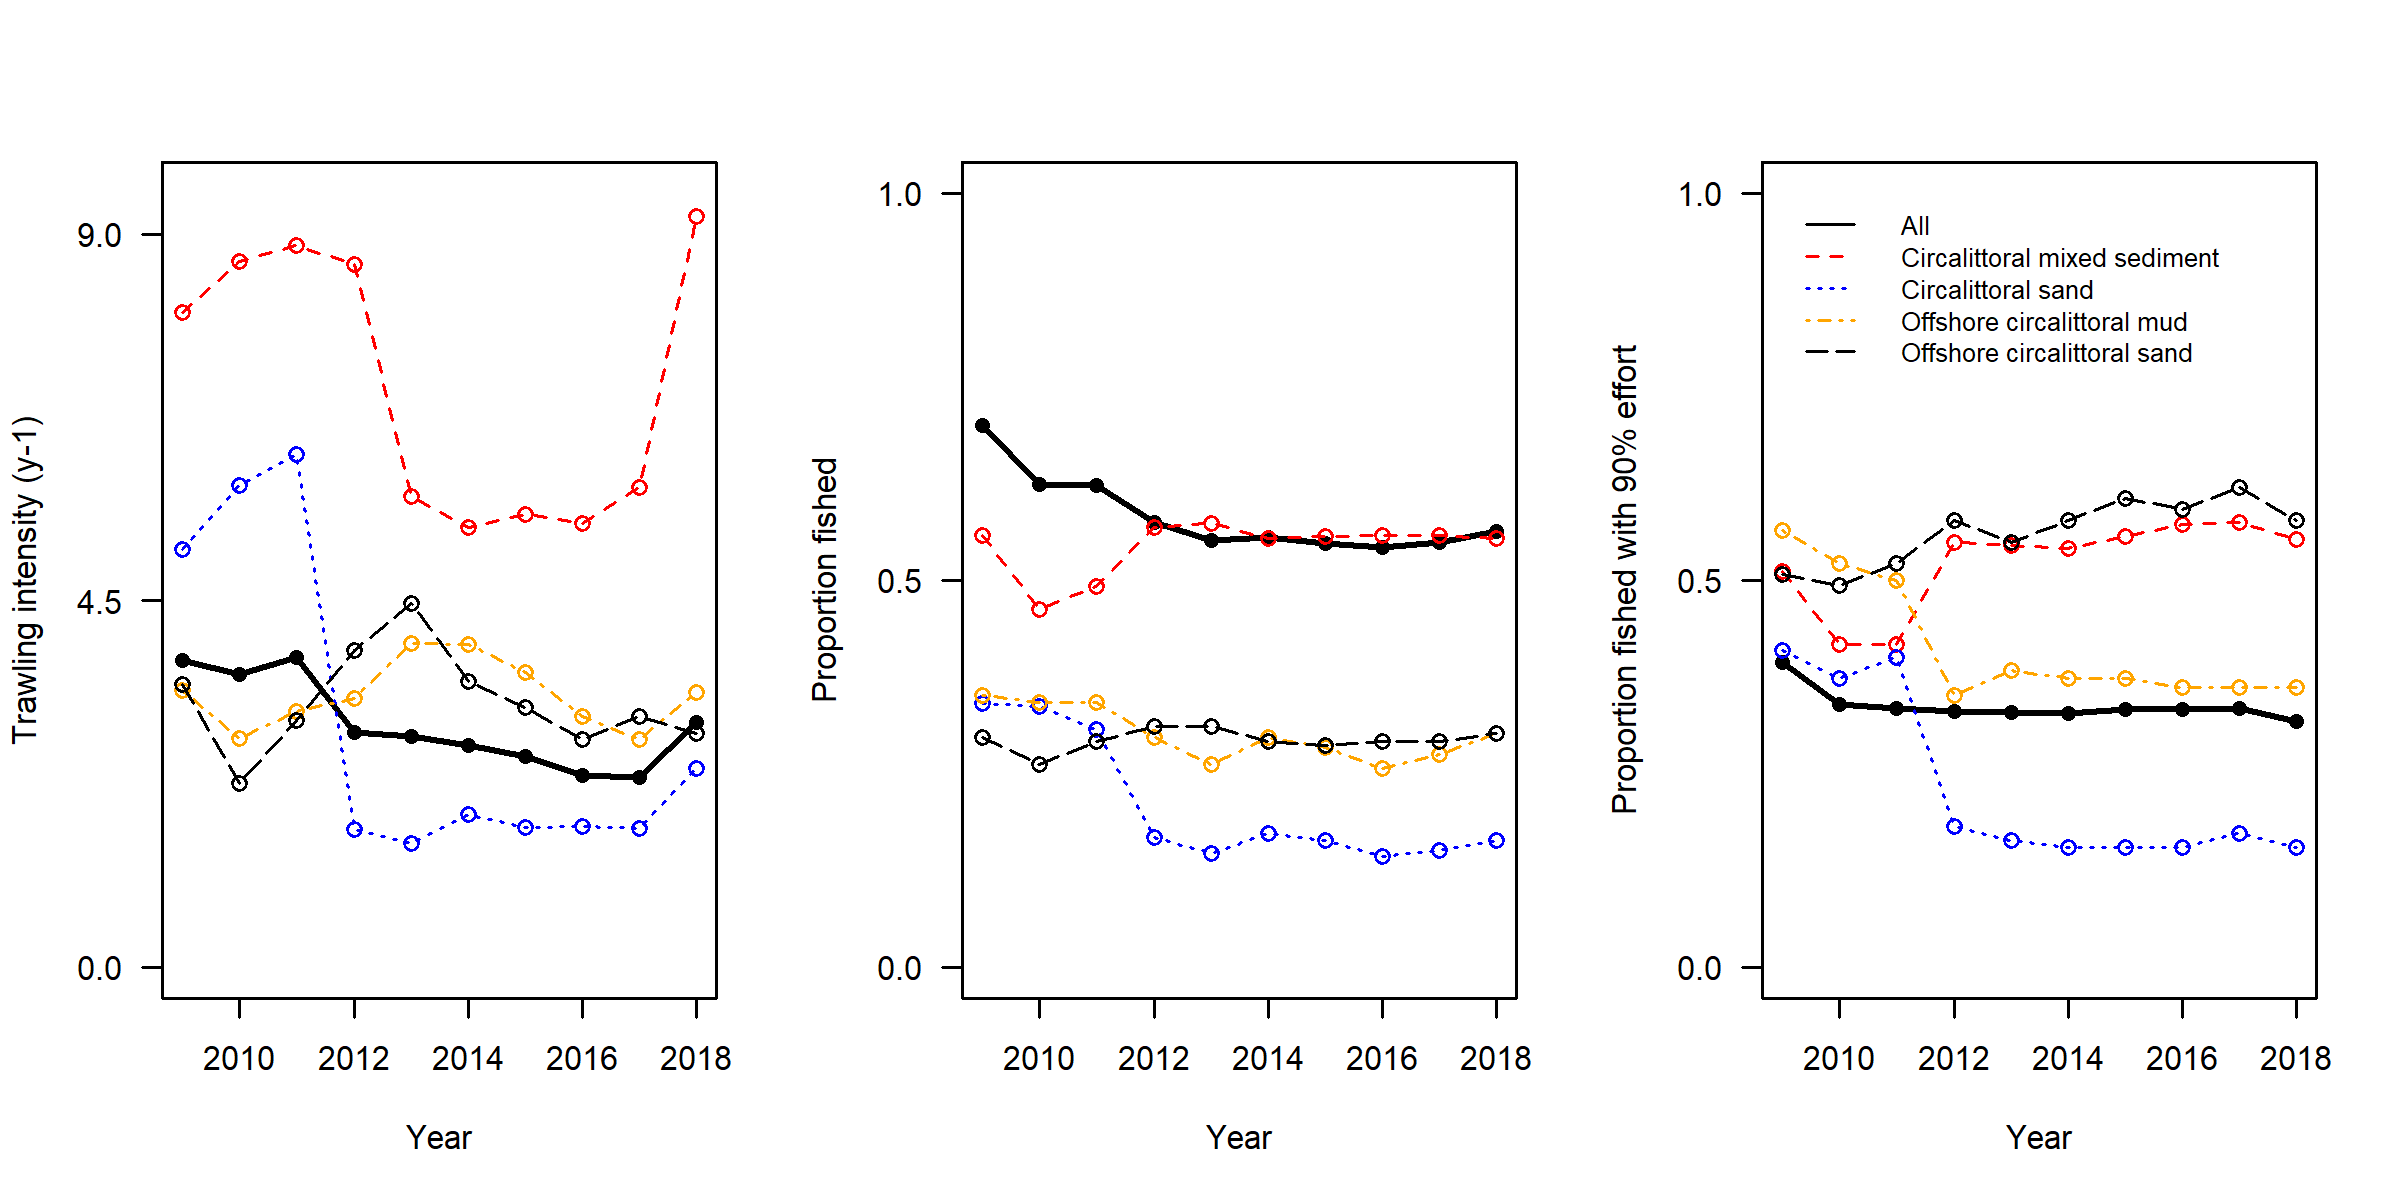 Trawling intensity (y-1)
9.0
4.5
0.0
2010 2012 2014 2016 2018
Year
Proportion fished
1.0
0.5
0.0
2010 2012 2014 2016 2018
Year
Proportion fished with 90% effort
1.0
0.5
0.0
All
Circalittoral mixed sediment
Circalittoral sand
Offshore circalittoral mud
Offshore circalittoral sand
2010 2012 2014 2016 2018
Year